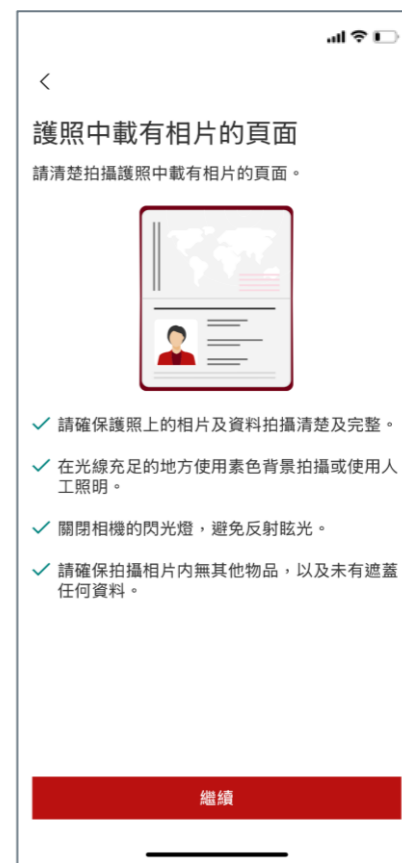 護照中載有相片的頁面
請清楚拍攝護照中載有相片的頁面。
請確保護照上的相片及資料拍攝清楚及完整。
在光線充足的地方使用素色背景拍攝或使用人
工照明。
關閉相機的閃光燈，避免反射眩光。
請確保拍攝相片內無其他物品，以及未有遮蓋
任何資料。
繼續